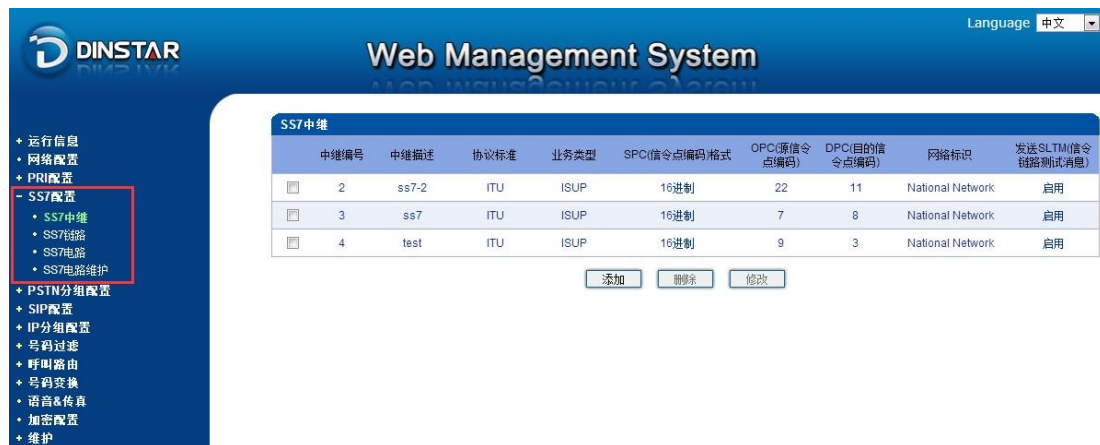 Language 中文
DINSTAR
Web Management System
+ 运行信息
• 网络配置
+ PRI配置
- SS7配置
• SS7中继
• SS7链路
• SS7电路
• SS7电路维护
+ PSTN分组配置
+ SIP配置
+ IP分组配置
+ 号码过滤
+ 呼叫路由
+ 号码变换
• 语音&传真
• 加密配置
+ 维护
SS7中继
中继编号 中继描述 协议标准 业务类型 SPC(信令点编码)格式 OPC(源信令点编码) DPC(目的信令点编码) 网络标识 发送SLTM(信令链路测试消息)
2 ss7-2 ITU ISUP 16进制 22 11 National Network 启用
3 ss7 ITU ISUP 16进制 7 8 National Network 启用
4 test ITU ISUP 16进制 9 3 National Network 启用
添加 删除 修改